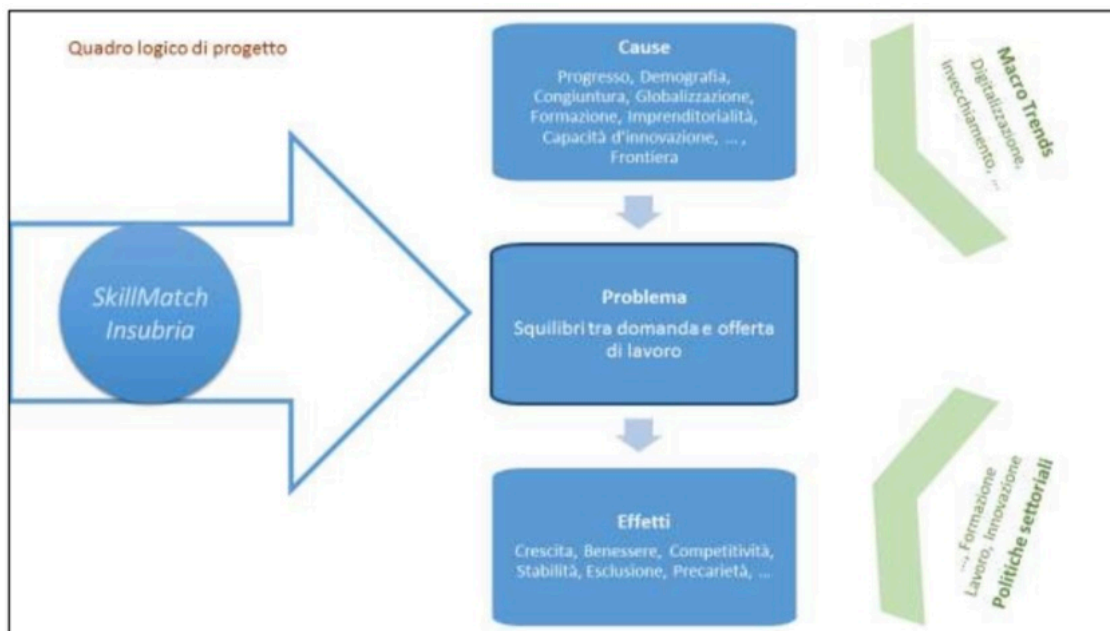 Quadro logico di progetto
SkillMatch
Insubria
Cause
Progresso, Demografia,
Congiuntura, Globalizzazione,
Formazione, Imprenditorialità,
Capacità d'innovazione, ... ,
Frontiera
Problema
Squilibri tra domanda e offerta
di lavoro
Effetti
Crescita, Benessere, Competitività,
Stabilità, Esclusione, Precarietà, ...
Macro Trends
Digitalizzazione,
invecchiamento, ...
..., Formazione
Lavoro, Innovazione
Politiche settoriali